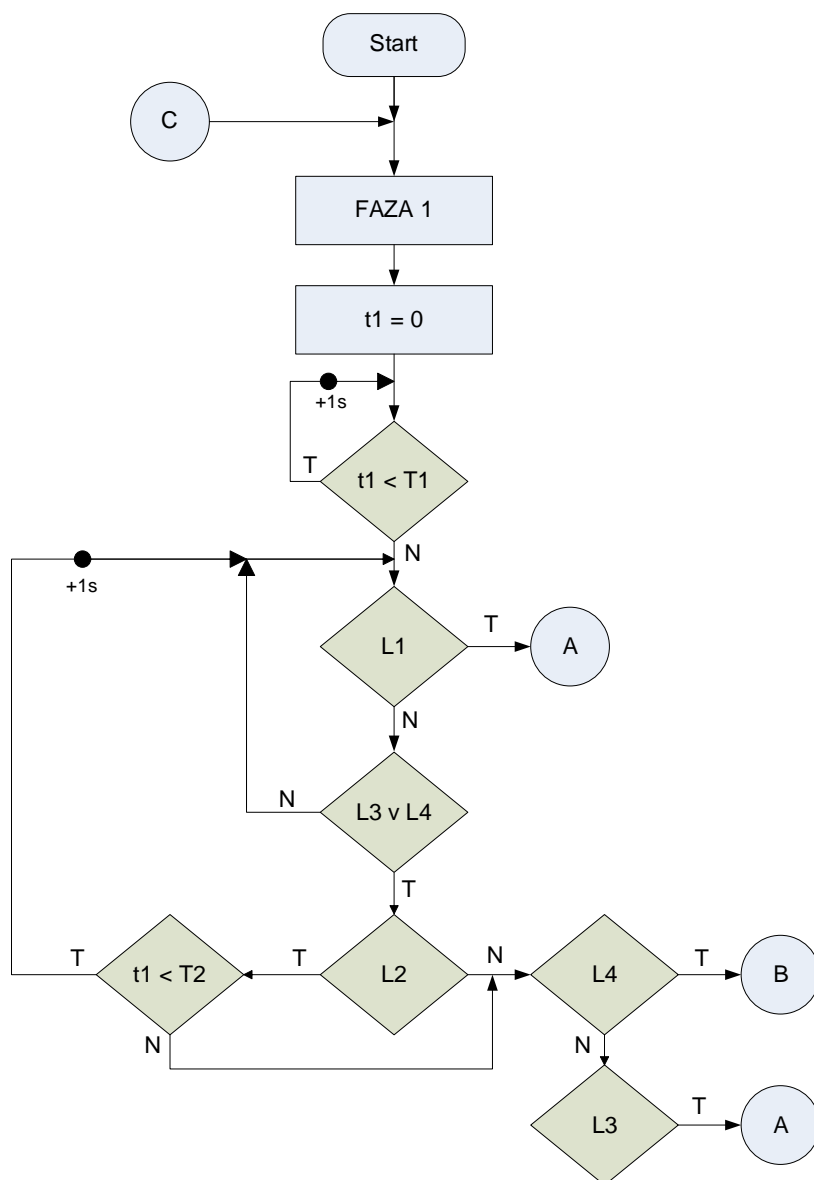 Start
C
FAZA 1
t1 = 0
+1s
T
t1 < T1
N
+1s
L1
T
A
N
N
L3 v L4
T
T
t1 < T2
T
L2
N
L4
T
B
N
N
L3
T
A